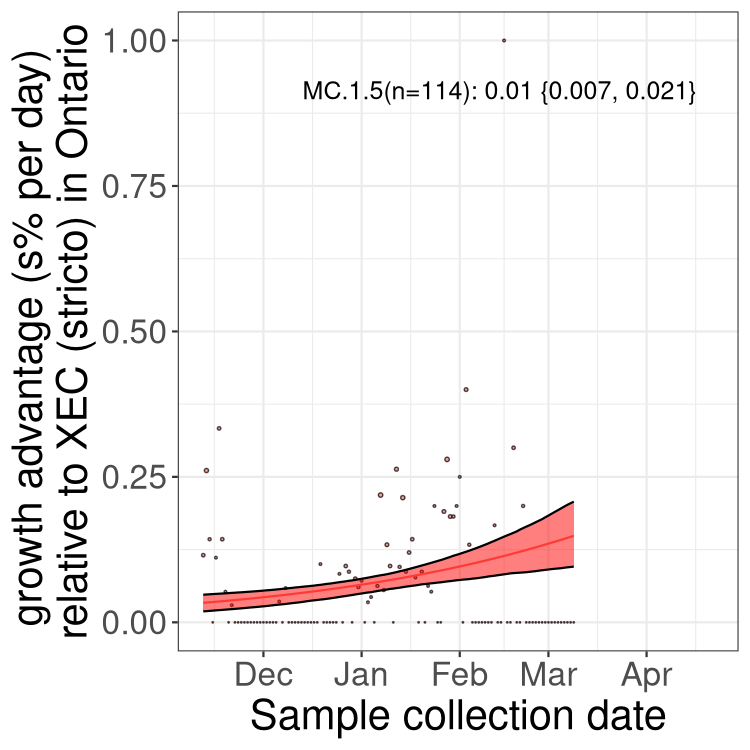 growth advantage (s% per day)
relative to XEC (stricto) in Ontario
1.00
0.75
0.50
0.25
0.00
MC.1.5(n=114): 0.01 {0.007, 0.021}
Dec Jan Feb Mar Apr
Sample collection date